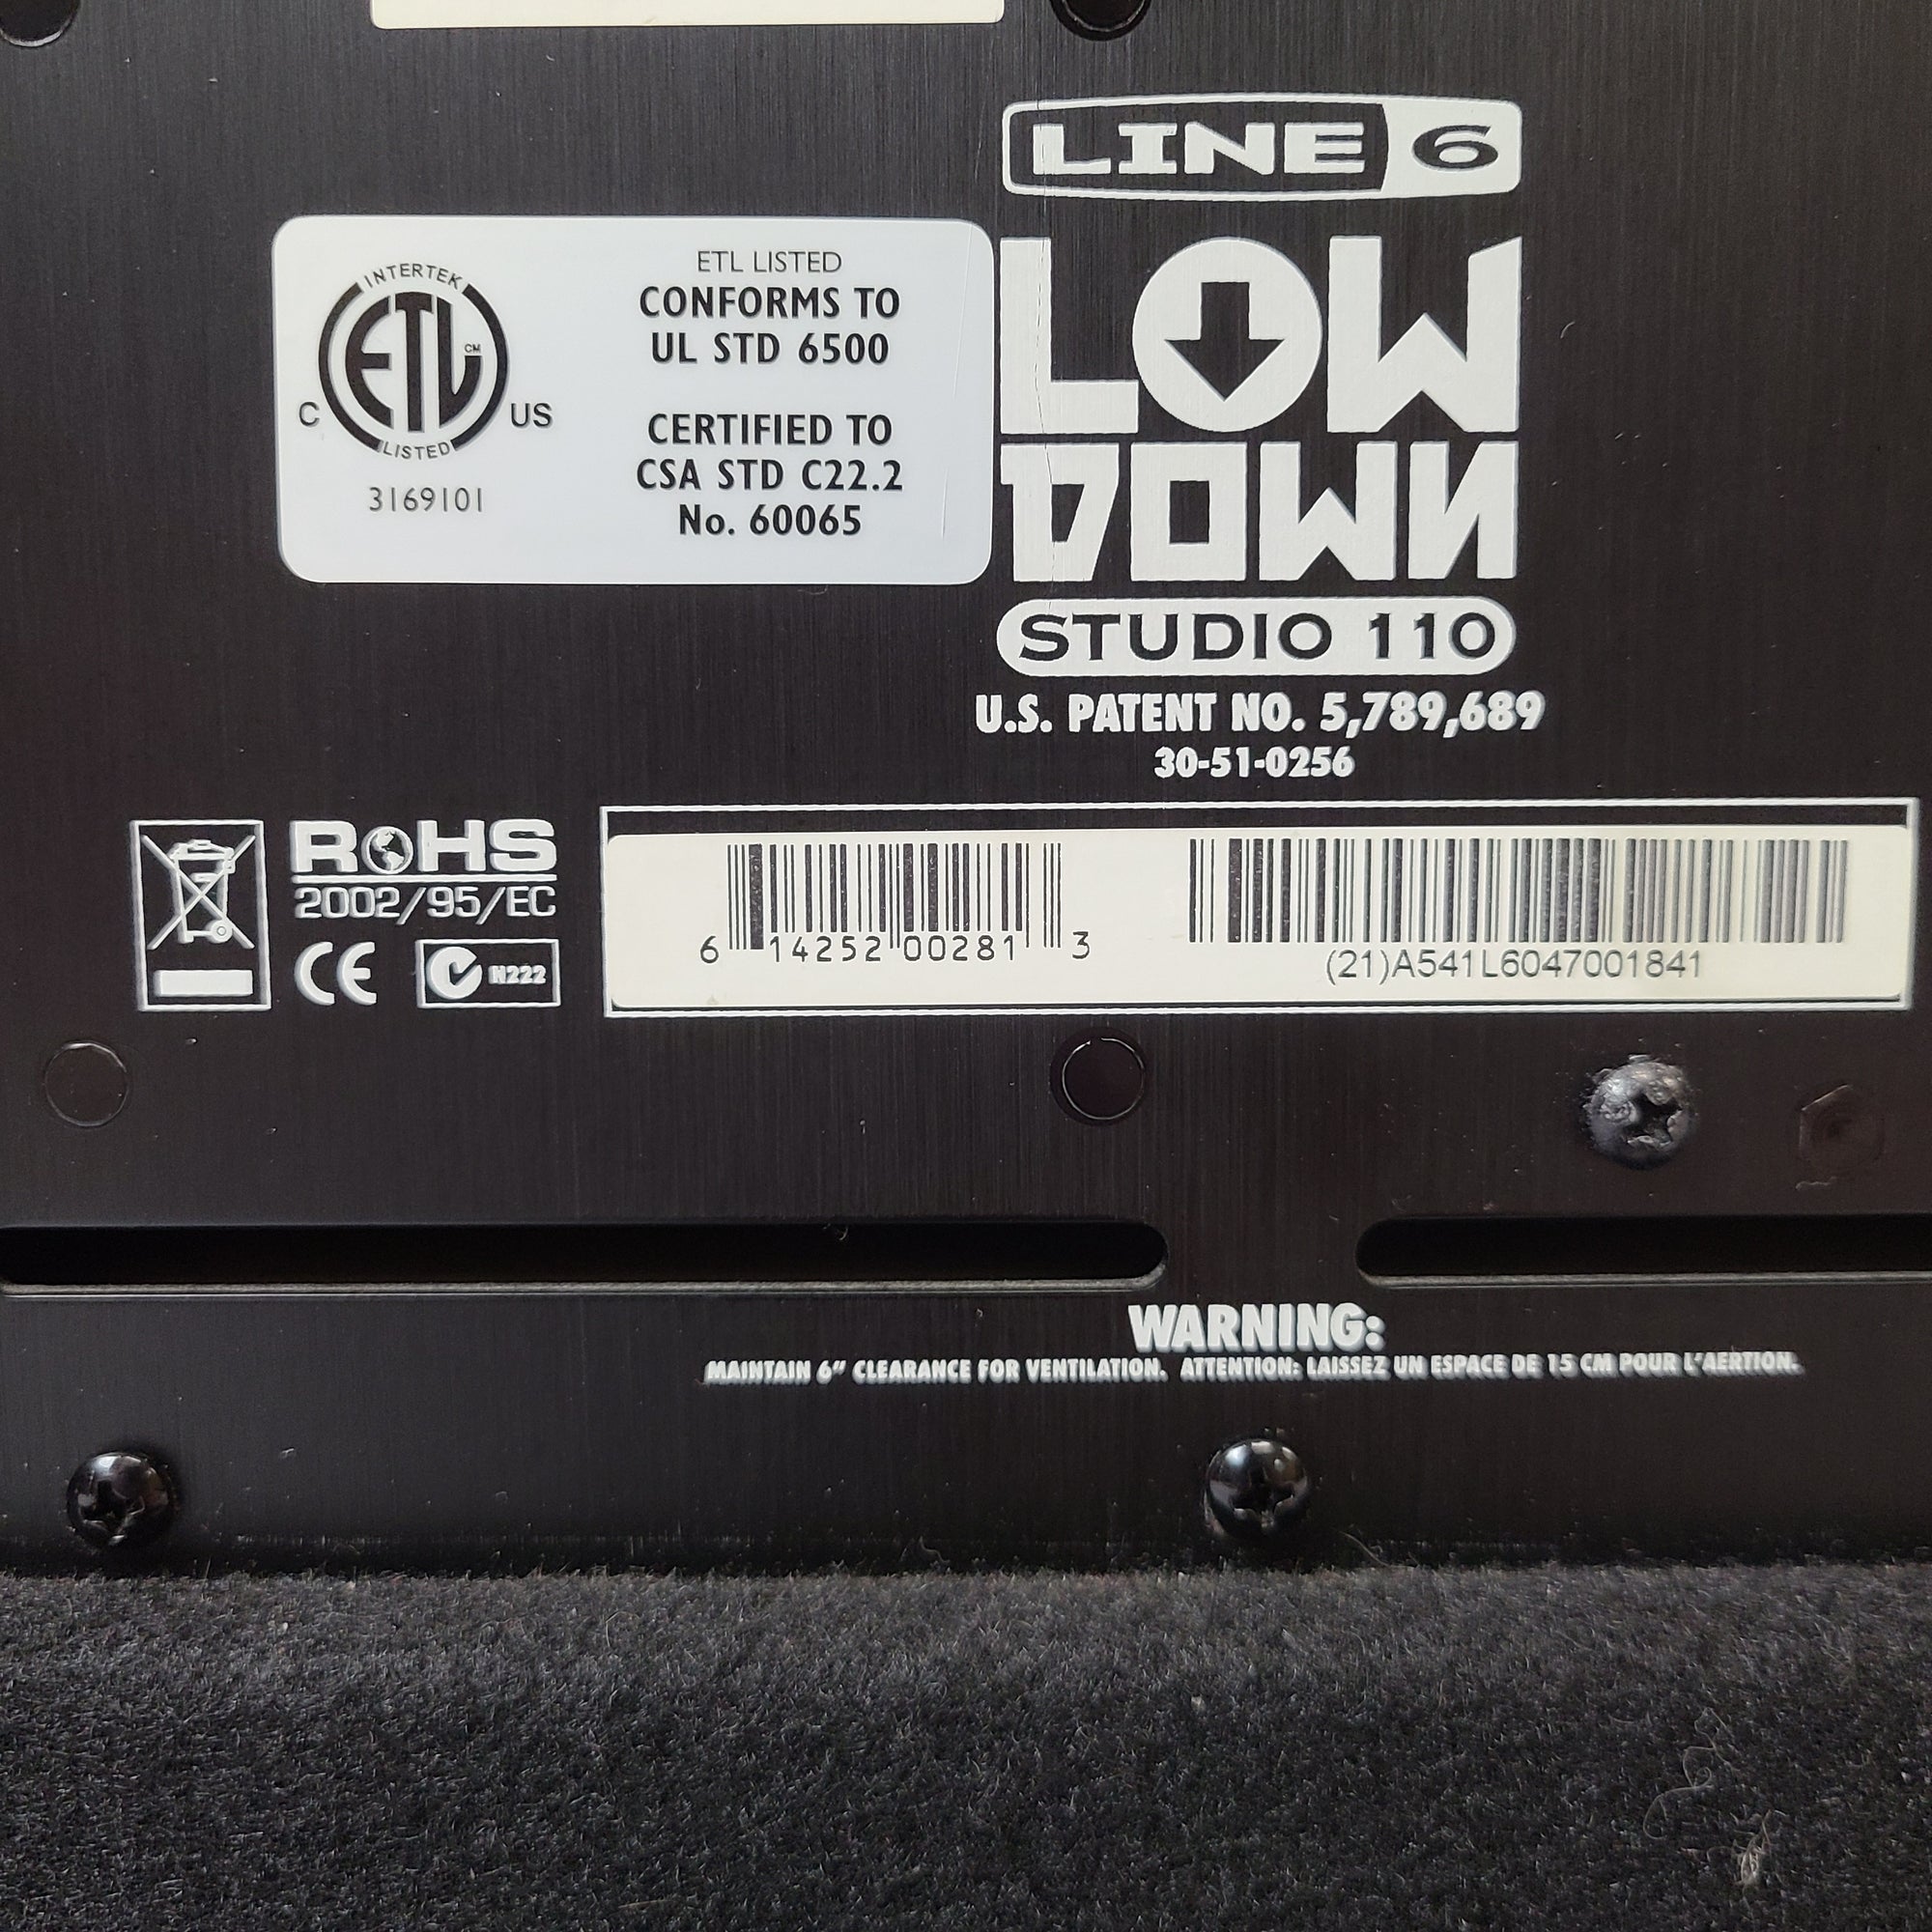 LINE 6
LOW
DOWN
STUDIO 110
U.S. PATENT NO. 5,789,689
30-51-0256
INTERTEK
ETL CM
C US
LISTED
3169101
ETL LISTED
CONFORMS TO
UL STD 6500
CERTIFIED TO
CSA STD C22.2
No. 60065
RoHS
2002/95/EC
CE N222
6 14252 00281 3
(21)A541L6047001841
WARNING:
MAINTAIN 6" CLEARANCE FOR VENTILATION. ATTENTION: LAISSEZ UN ESPACE DE 15 CM POUR L'AERTION.